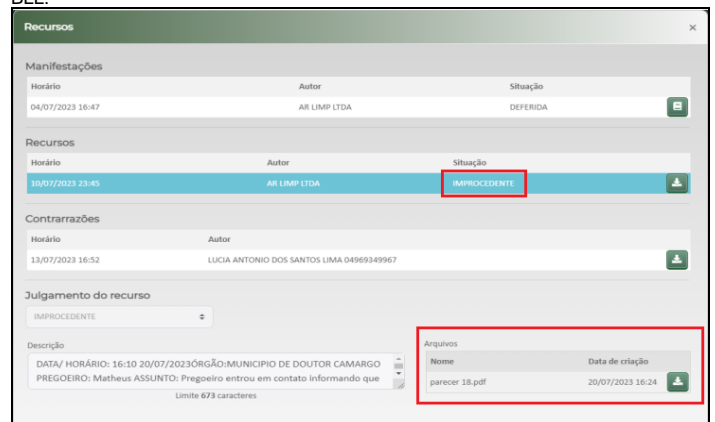 BLL.
Recursos ×
Manifestações
Horário Autor Situação
04/07/2023 16:47 AR LIMP LTDA DEFERIDA
Recursos
Horário Autor Situação
10/07/2023 23:45 AR LIMP LTDA IMPROCEDENTE
Contrarrazões
Horário Autor
13/07/2023 16:52 LUCIA ANTONIO DOS SANTOS LIMA 04969349967
Julgamento do recurso
IMPROCEDENTE
Descrição
DATA/ HORÁRIO: 16:10 20/07/2023ÓRGÃO:MUNICIPIO DE DOUTOR CAMARGO
PREGOEIRO: Matheus ASSUNTO: Pregoeiro entrou em contato informando que
Limite 673 caracteres
Arquivos
Nome Data de criação
parecer 18.pdf 20/07/2023 16:24